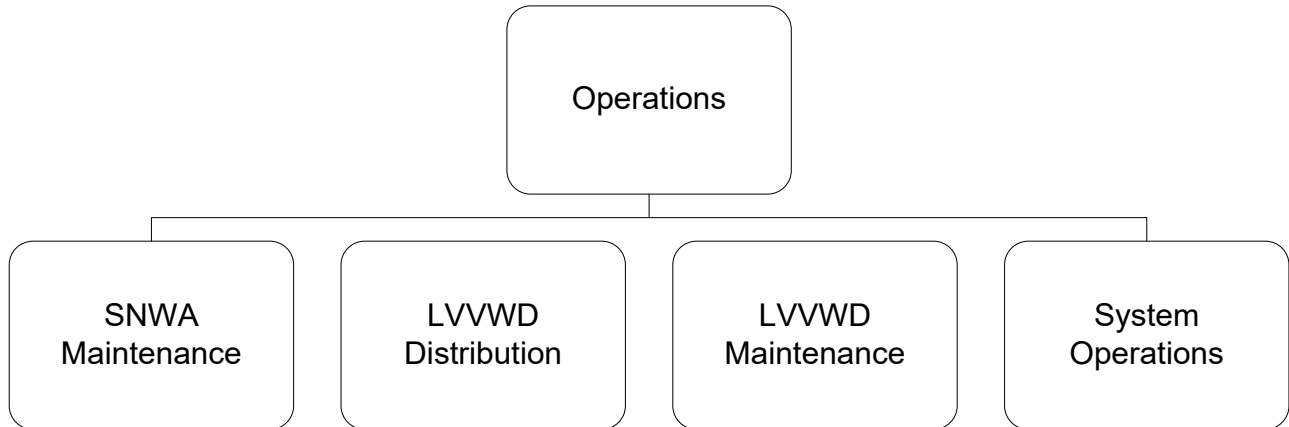 Operations
SNWA
Maintenance
LVVWD
Distribution
LVVWD
Maintenance
System
Operations